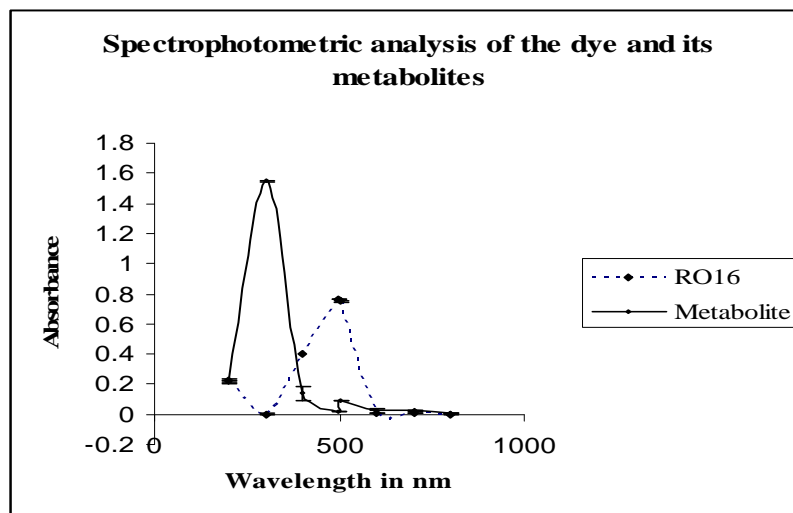 Spectrophotometric analysis of the dye and its
metabolites
1.8
1.6
1.4
1.2
1
0.8
0.6
0.4
0.2
0
-0.2
0
500
1000
Absorbance
Wavelength in nm
RO16
Metabolite